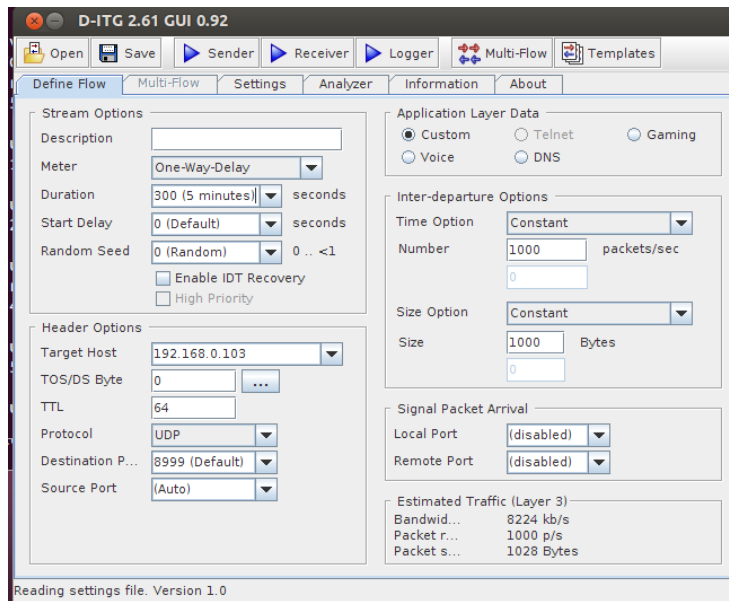 D-ITG 2.61 GUI 0.92
Open Save Sender Receiver Logger Multi-Flow Templates
Define Flow Multi-Flow Settings Analyzer Information About
Stream Options
Description
Meter One-Way-Delay
Duration 300 (5 minutes) seconds
Start Delay 0 (Default) seconds
Random Seed 0 (Random) 0 .. <1
Enable IDT Recovery
High Priority
Header Options
Target Host 192.168.0.103
TOS/DS Byte 0 ...
TTL 64
Protocol UDP
Destination P... 8999 (Default)
Source Port (Auto)
Application Layer Data
Custom Telnet Gaming
Voice DNS
Inter-departure Options
Time Option Constant
Number 1000 packets/sec
0
Size Option Constant
Size 1000 Bytes
0
Signal Packet Arrival
Local Port (disabled)
Remote Port (disabled)
Estimated Traffic (Layer 3)
Bandwid... 8224 kb/s
Packet r... 1000 p/s
Packet s... 1028 Bytes
Reading settings file. Version 1.0